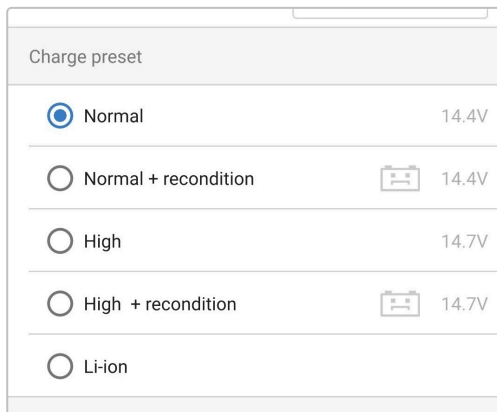 Charge preset
Normal 14.4V
Normal + recondition 14.4V
High 14.7V
High + recondition 14.7V
Li-ion